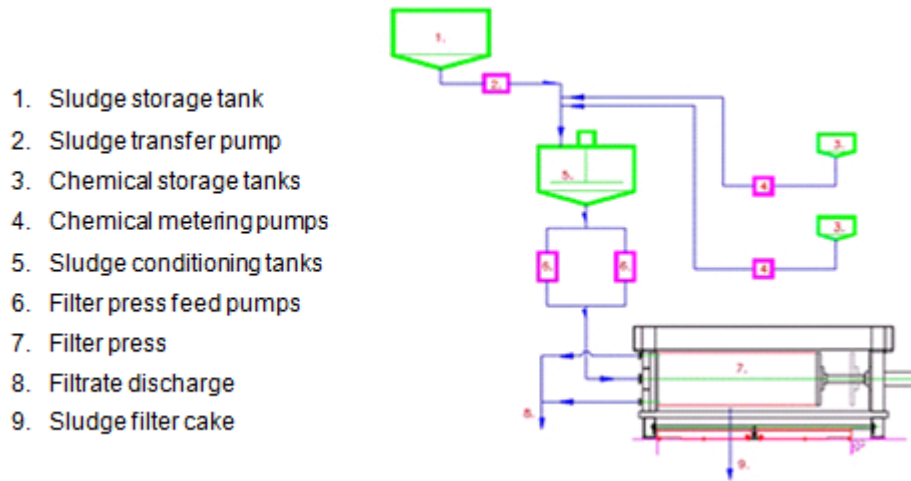 1. Sludge storage tank
2. Sludge transfer pump
3. Chemical storage tanks
4. Chemical metering pumps
5. Sludge conditioning tanks
6. Filter press feed pumps
7. Filter press
8. Filtrate discharge
9. Sludge filter cake
1.
2.
3.
4.
5.
3.
4.
6.
6.
7.
8.
9.